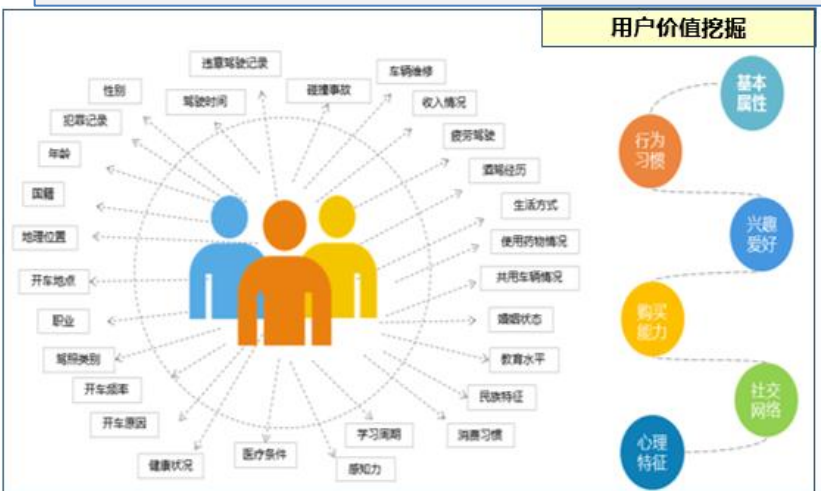 用户价值挖掘
违章驾驶记录
车辆维修
性别
驾驶时间
碰撞事故
收入情况
犯罪记录
疲劳驾驶
年龄
酒驾经历
国籍
生活方式
地理位置
使用药物情况
开车地点
共用车辆情况
职业
婚姻状态
驾照类别
教育水平
开车频率
民族特征
开车原因
学习周期
消费习惯
健康状况
医疗条件
感知力
基本
属性
行为
习惯
兴趣
爱好
购买
能力
社交
网络
心理
特征